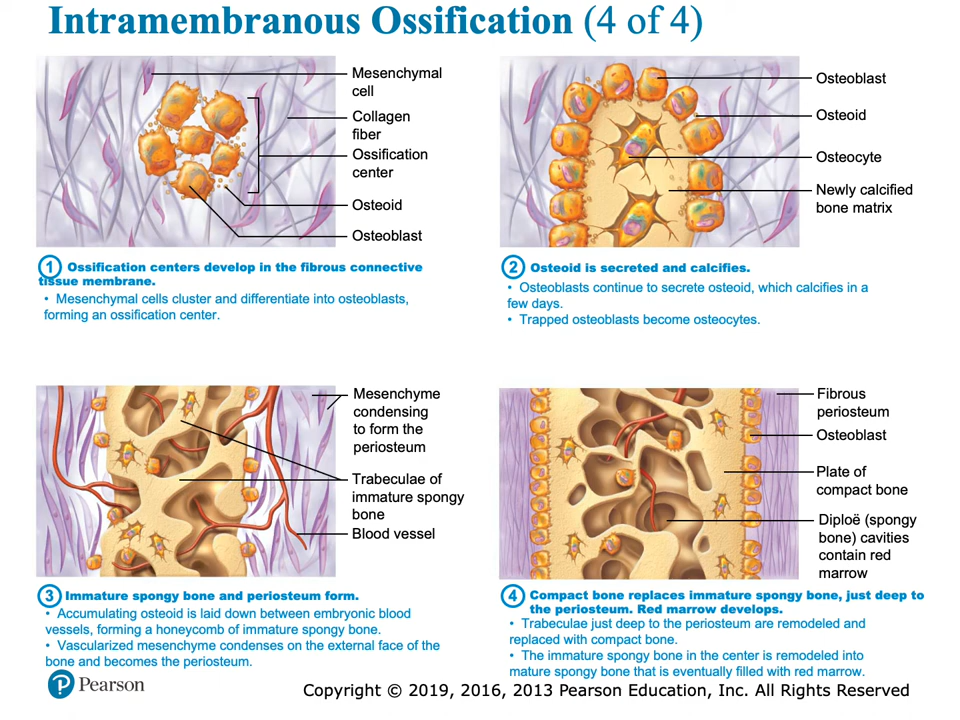 Intramembranous Ossification (4 of 4)
Mesenchymal
cell
Collagen
fiber
Ossification
center
Osteoid
Osteoblast
1 Ossification centers develop in the fibrous connective
tissue membrane.
• Mesenchymal cells cluster and differentiate into osteoblasts,
forming an ossification center.
Osteoblast
Osteoid
Osteocyte
Newly calcified
bone matrix
2 Osteoid is secreted and calcifies.
• Osteoblasts continue to secrete osteoid, which calcifies in a
few days.
• Trapped osteoblasts become osteocytes.
Mesenchyme
condensing
to form the
periosteum
Trabeculae of
immature spongy
bone
Blood vessel
3 Immature spongy bone and periosteum form.
• Accumulating osteoid is laid down between embryonic blood
vessels, forming a honeycomb of immature spongy bone.
• Vascularized mesenchyme condenses on the external face of the
bone and becomes the periosteum.
Fibrous
periosteum
Osteoblast
Plate of
compact bone
Diploë (spongy
bone) cavities
contain red
marrow
4 Compact bone replaces immature spongy bone, just deep to
the periosteum. Red marrow develops.
• Trabeculae just deep to the periosteum are remodeled and
replaced with compact bone.
• The immature spongy bone in the center is remodeled into
mature spongy bone that is eventually filled with red marrow.
P Pearson
Copyright © 2019, 2016, 2013 Pearson Education, Inc. All Rights Reserved